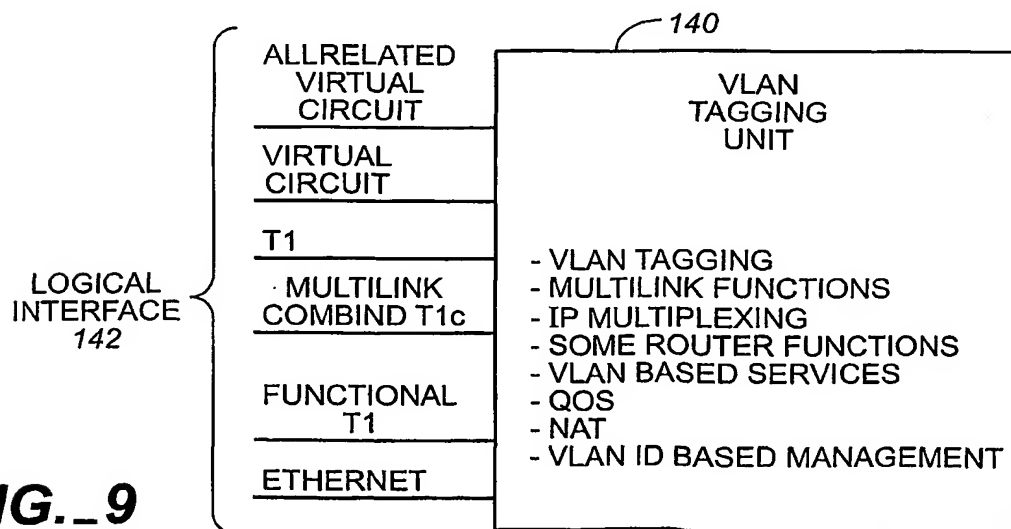 140
ALLRELATED
VIRTUAL
CIRCUIT
VIRTUAL
CIRCUIT
T1
MULTILINK
COMBIND T1c
FUNCTIONAL
T1
ETHERNET
LOGICAL
INTERFACE
142
VLAN
TAGGING
UNIT
- VLAN TAGGING
- MULTILINK FUNCTIONS
- IP MULTIPLEXING
- SOME ROUTER FUNCTIONS
- VLAN BASED SERVICES
- QOS
- NAT
- VLAN ID BASED MANAGEMENT
IG._9